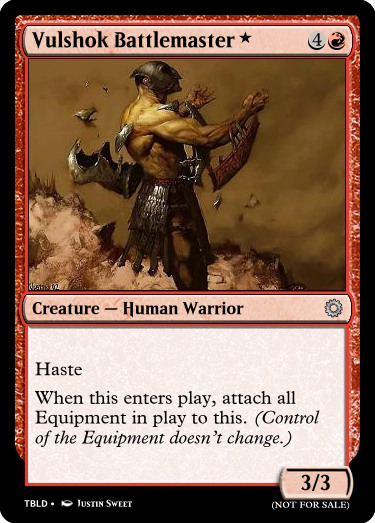 Vulshok Battlemaster ★ 4
Creature — Human Warrior
Haste
When this enters play, attach all
Equipment in play to this. (Control
of the Equipment doesn't change.)
3/3
TBLD • Justin Sweet
(NOT FOR SALE)